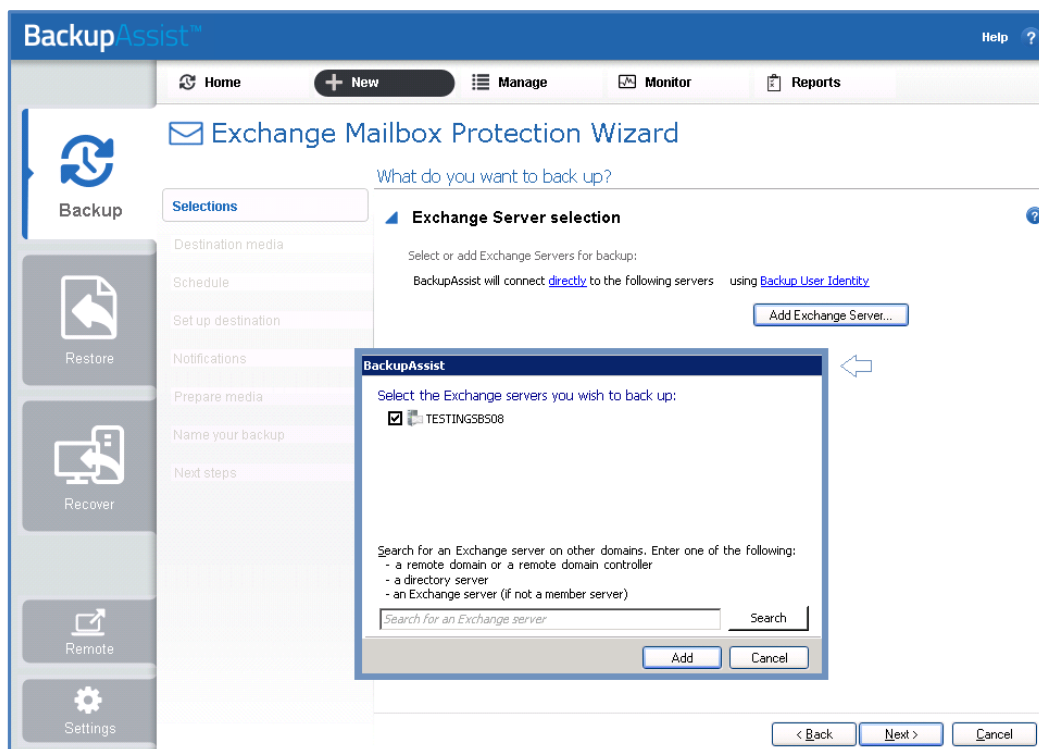 BackupAssist™
Help ?
Home
New
Manage
Monitor
Reports
Exchange Mailbox Protection Wizard
What do you want to back up?
Backup
Restore
Recover
Remote
Settings
Selections
Destination media
Schedule
Set up destination
Notifications
Prepare media
Name your backup
Next steps
Exchange Server selection
?
Select or add Exchange Servers for backup:
BackupAssist will connect directly to the following servers using Backup User Identity
Add Exchange Server...
BackupAssist
Select the Exchange servers you wish to back up:
TESTINGSBS08
Search for an Exchange server on other domains. Enter one of the following:
- a remote domain or a remote domain controller
- a directory server
- an Exchange server (if not a member server)
Search for an Exchange server
Search
Add
Cancel
< Back
Next >
Cancel